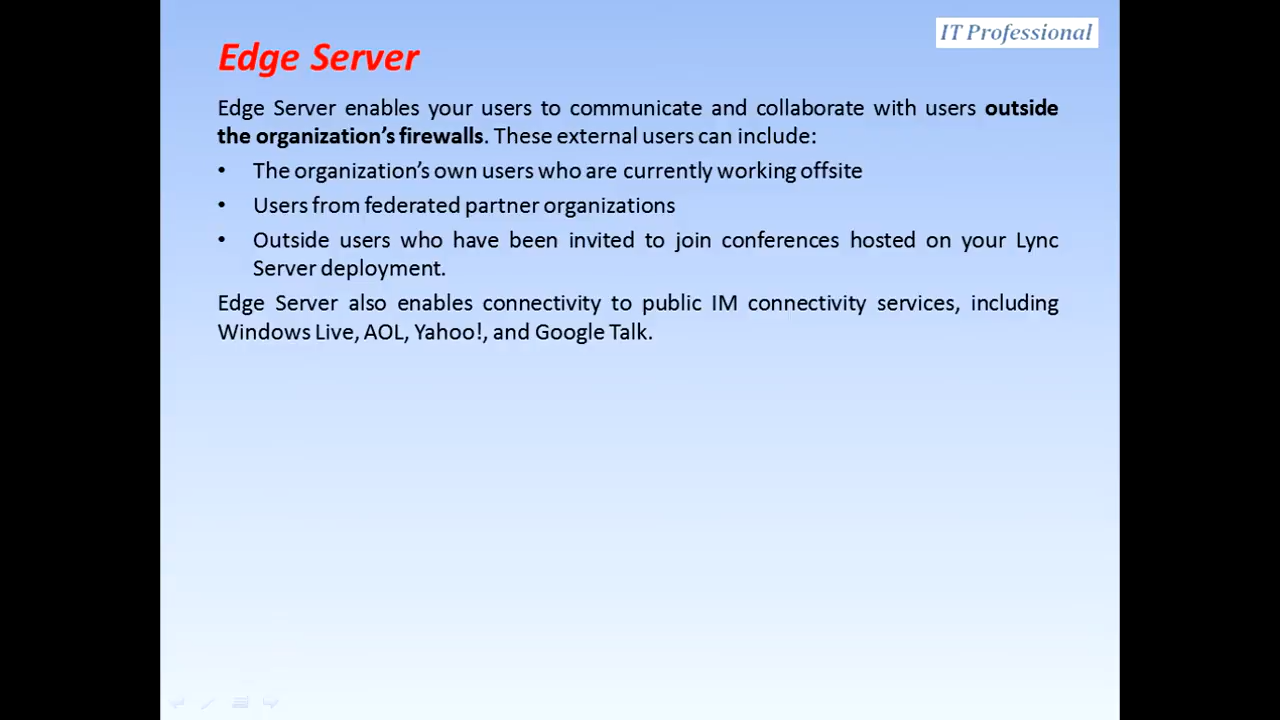 IT Professional
Edge Server
Edge Server enables your users to communicate and collaborate with users outside
the organization's firewalls. These external users can include:
• The organization's own users who are currently working offsite
• Users from federated partner organizations
• Outside users who have been invited to join conferences hosted on your Lync
Server deployment.
Edge Server also enables connectivity to public IM connectivity services, including
Windows Live, AOL, Yahoo!, and Google Talk.